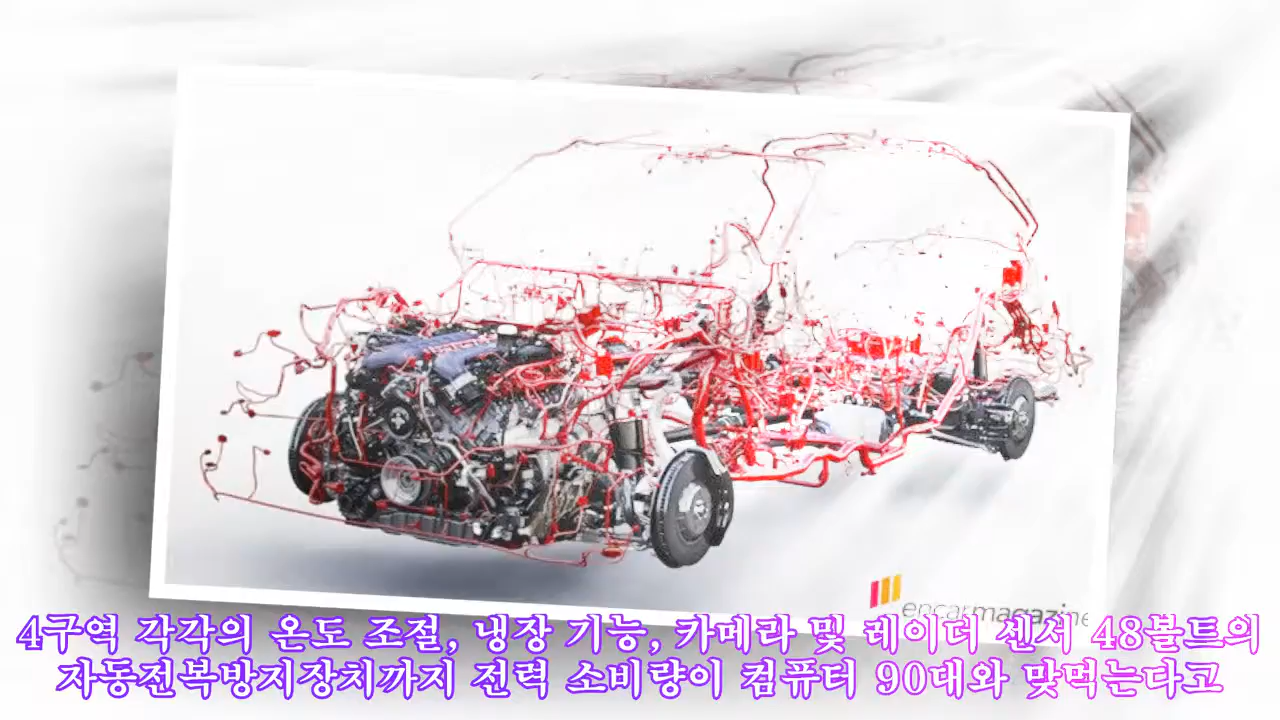 encarmagazine
4구역 각각의 온도 조절, 냉장 기능, 카메라 및 레이더 센서 48볼트의
자동전복방지장치까지 전력 소비량이 컴퓨터 90대와 맞먹는다고